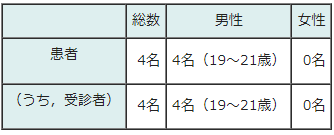 総数 男性 女性
患者 4名 4名（19～21歳） 0名
（うち，受診者） 4名 4名（19～21歳） 0名